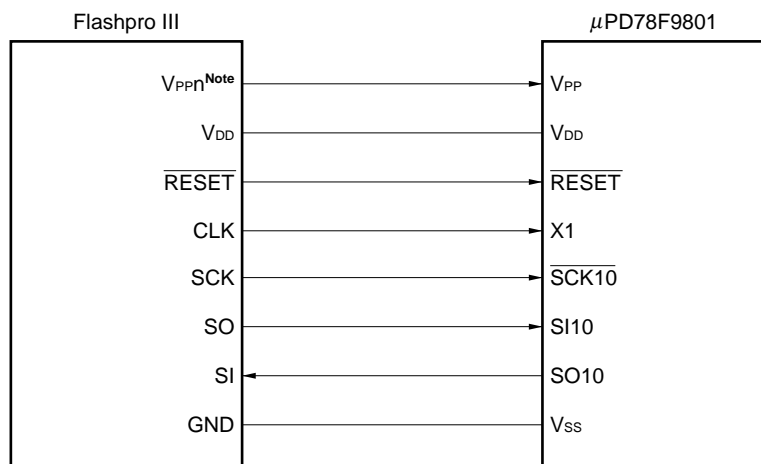 Flashpro III μPD78F9801
VPPnNote VPP
VDD VDD
RESET RESET
CLK X1
SCK SCK10
SO SI10
SI SO10
GND VSS